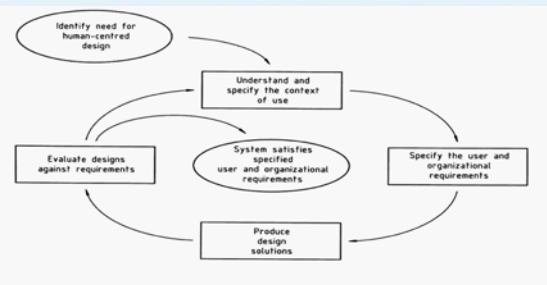 Identify need for
human-centred
design
Understand and
specify the context
of use
Evaluate designs
against requirements
System satisfies
specified
user and organizational
requirements
Specify the user and
organizational
requirements
Produce
design
solutions